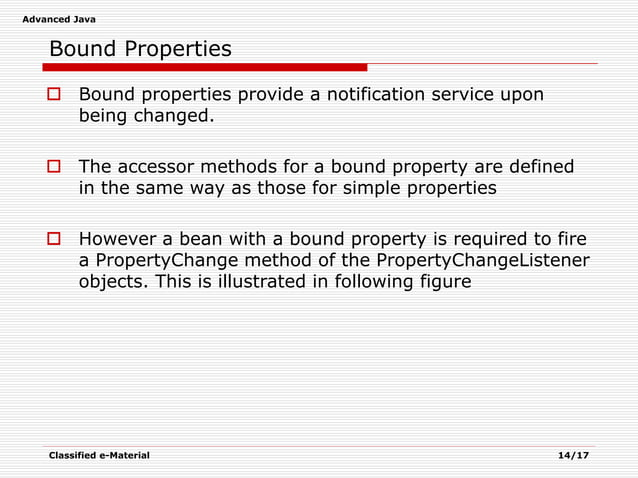 Advanced Java
Bound Properties
Bound properties provide a notification service upon
being changed.
The accessor methods for a bound property are defined
in the same way as those for simple properties
However a bean with a bound property is required to fire
a PropertyChange method of the PropertyChangeListener
objects. This is illustrated in following figure
Classified e-Material
14/17